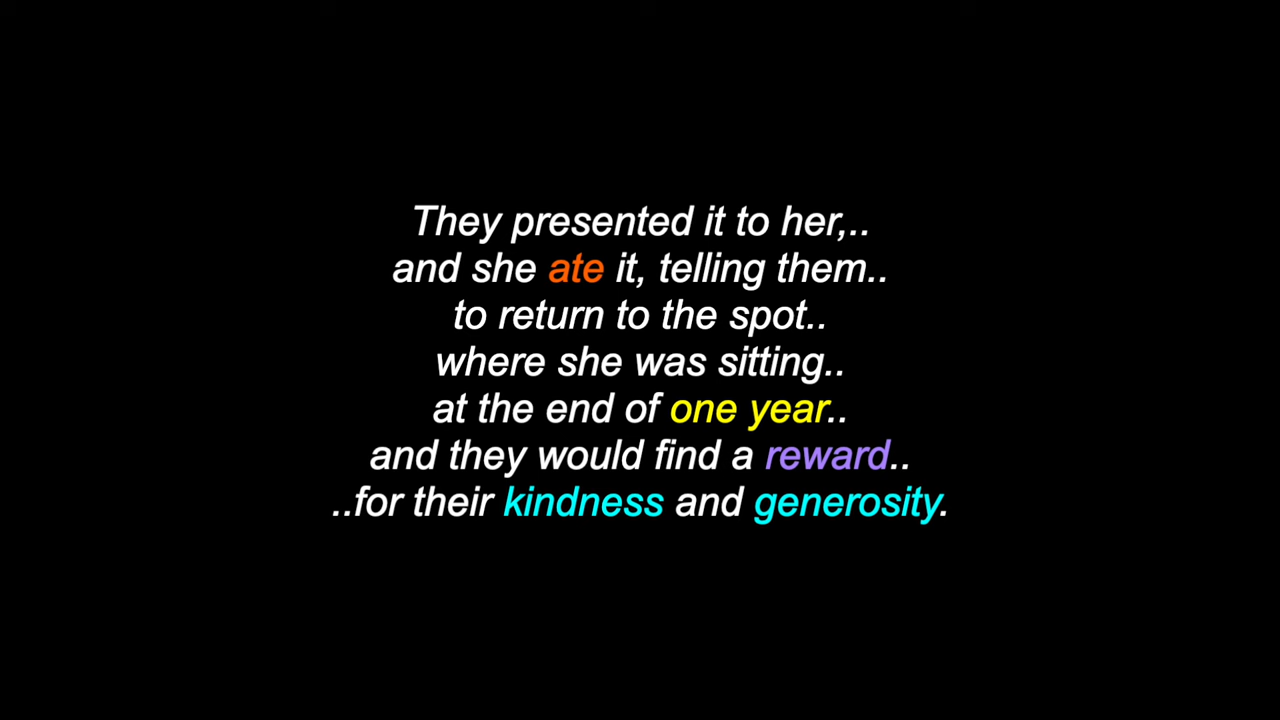 They presented it to her,..
and she ate it, telling them..
to return to the spot..
where she was sitting..
at the end of one year..
and they would find a reward..
..for their kindness and generosity.